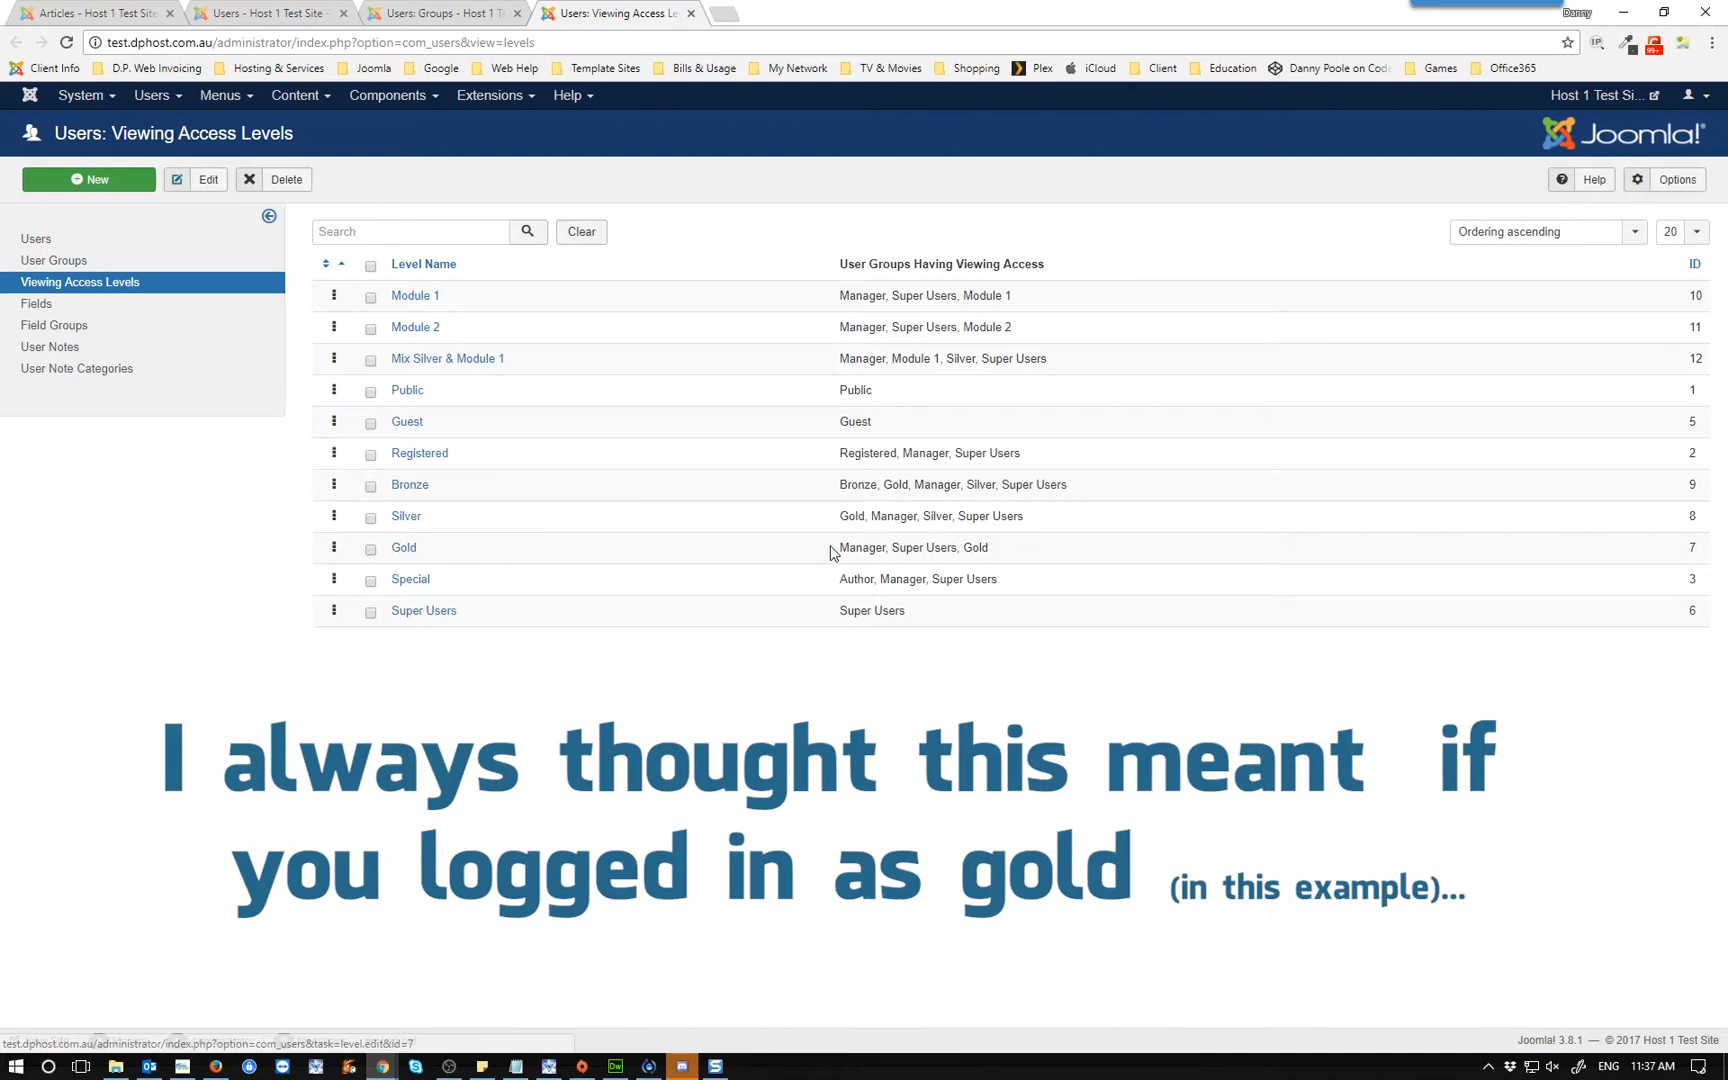 Articles - Host 1 Test Site
Users - Host 1 Test Site -
Users: Groups - Host 1 Te
Users: Viewing Access Le
Danny
test.dphost.com.au/administrator/index.php?option=com_users&view=levels
99+
Client Info
D.P. Web Invoicing
Hosting & Services
Joomla
Google
Web Help
Template Sites
Bills & Usage
My Network
TV & Movies
Shopping
Plex
iCloud
Client
Education
Danny Poole on Cod
Games
Office365
System
Users
Menus
Content
Components
Extensions
Help
Host 1 Test Si...
Users: Viewing Access Levels
Joomla!
New
Edit
Delete
Help
Options
Users
User Groups
Viewing Access Levels
Fields
Field Groups
User Notes
User Note Categories
Search
Clear
Ordering ascending
20
Level Name User Groups Having Viewing Access ID
Module 1 Manager, Super Users, Module 1 10
Module 2 Manager, Super Users, Module 2 11
Mix Silver & Module 1 Manager, Module 1, Silver, Super Users 12
Public Public 1
Guest Guest 5
Registered Registered, Manager, Super Users 2
Bronze Bronze, Gold, Manager, Silver, Super Users 9
Silver Gold, Manager, Silver, Super Users 8
Gold Manager, Super Users, Gold 7
Special Author, Manager, Super Users 3
Super Users Super Users 6
I always thought this meant if
you logged in as gold (in this example)...
test.dphost.com.au/administrator/index.php?option=com_users&task=level.edit&id=7
Joomla! 3.8.1 — © 2017 Host 1 Test Site
ENG
11:37 AM